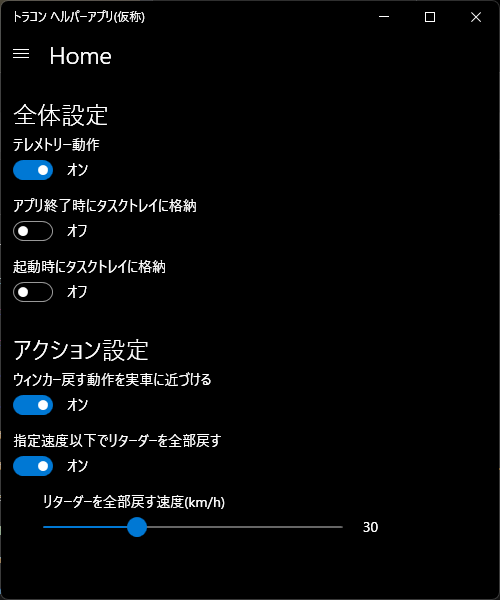 トラコン ヘルパーアプリ(仮称)
Home
全体設定
テレメトリー動作
オン
アプリ終了時にタスクトレイに格納
オフ
起動時にタスクトレイに格納
オフ
アクション設定
ウィンカー戻す動作を実車に近づける
オン
指定速度以下でリターダーを全部戻す
オン
リターダーを全部戻す速度(km/h)
30